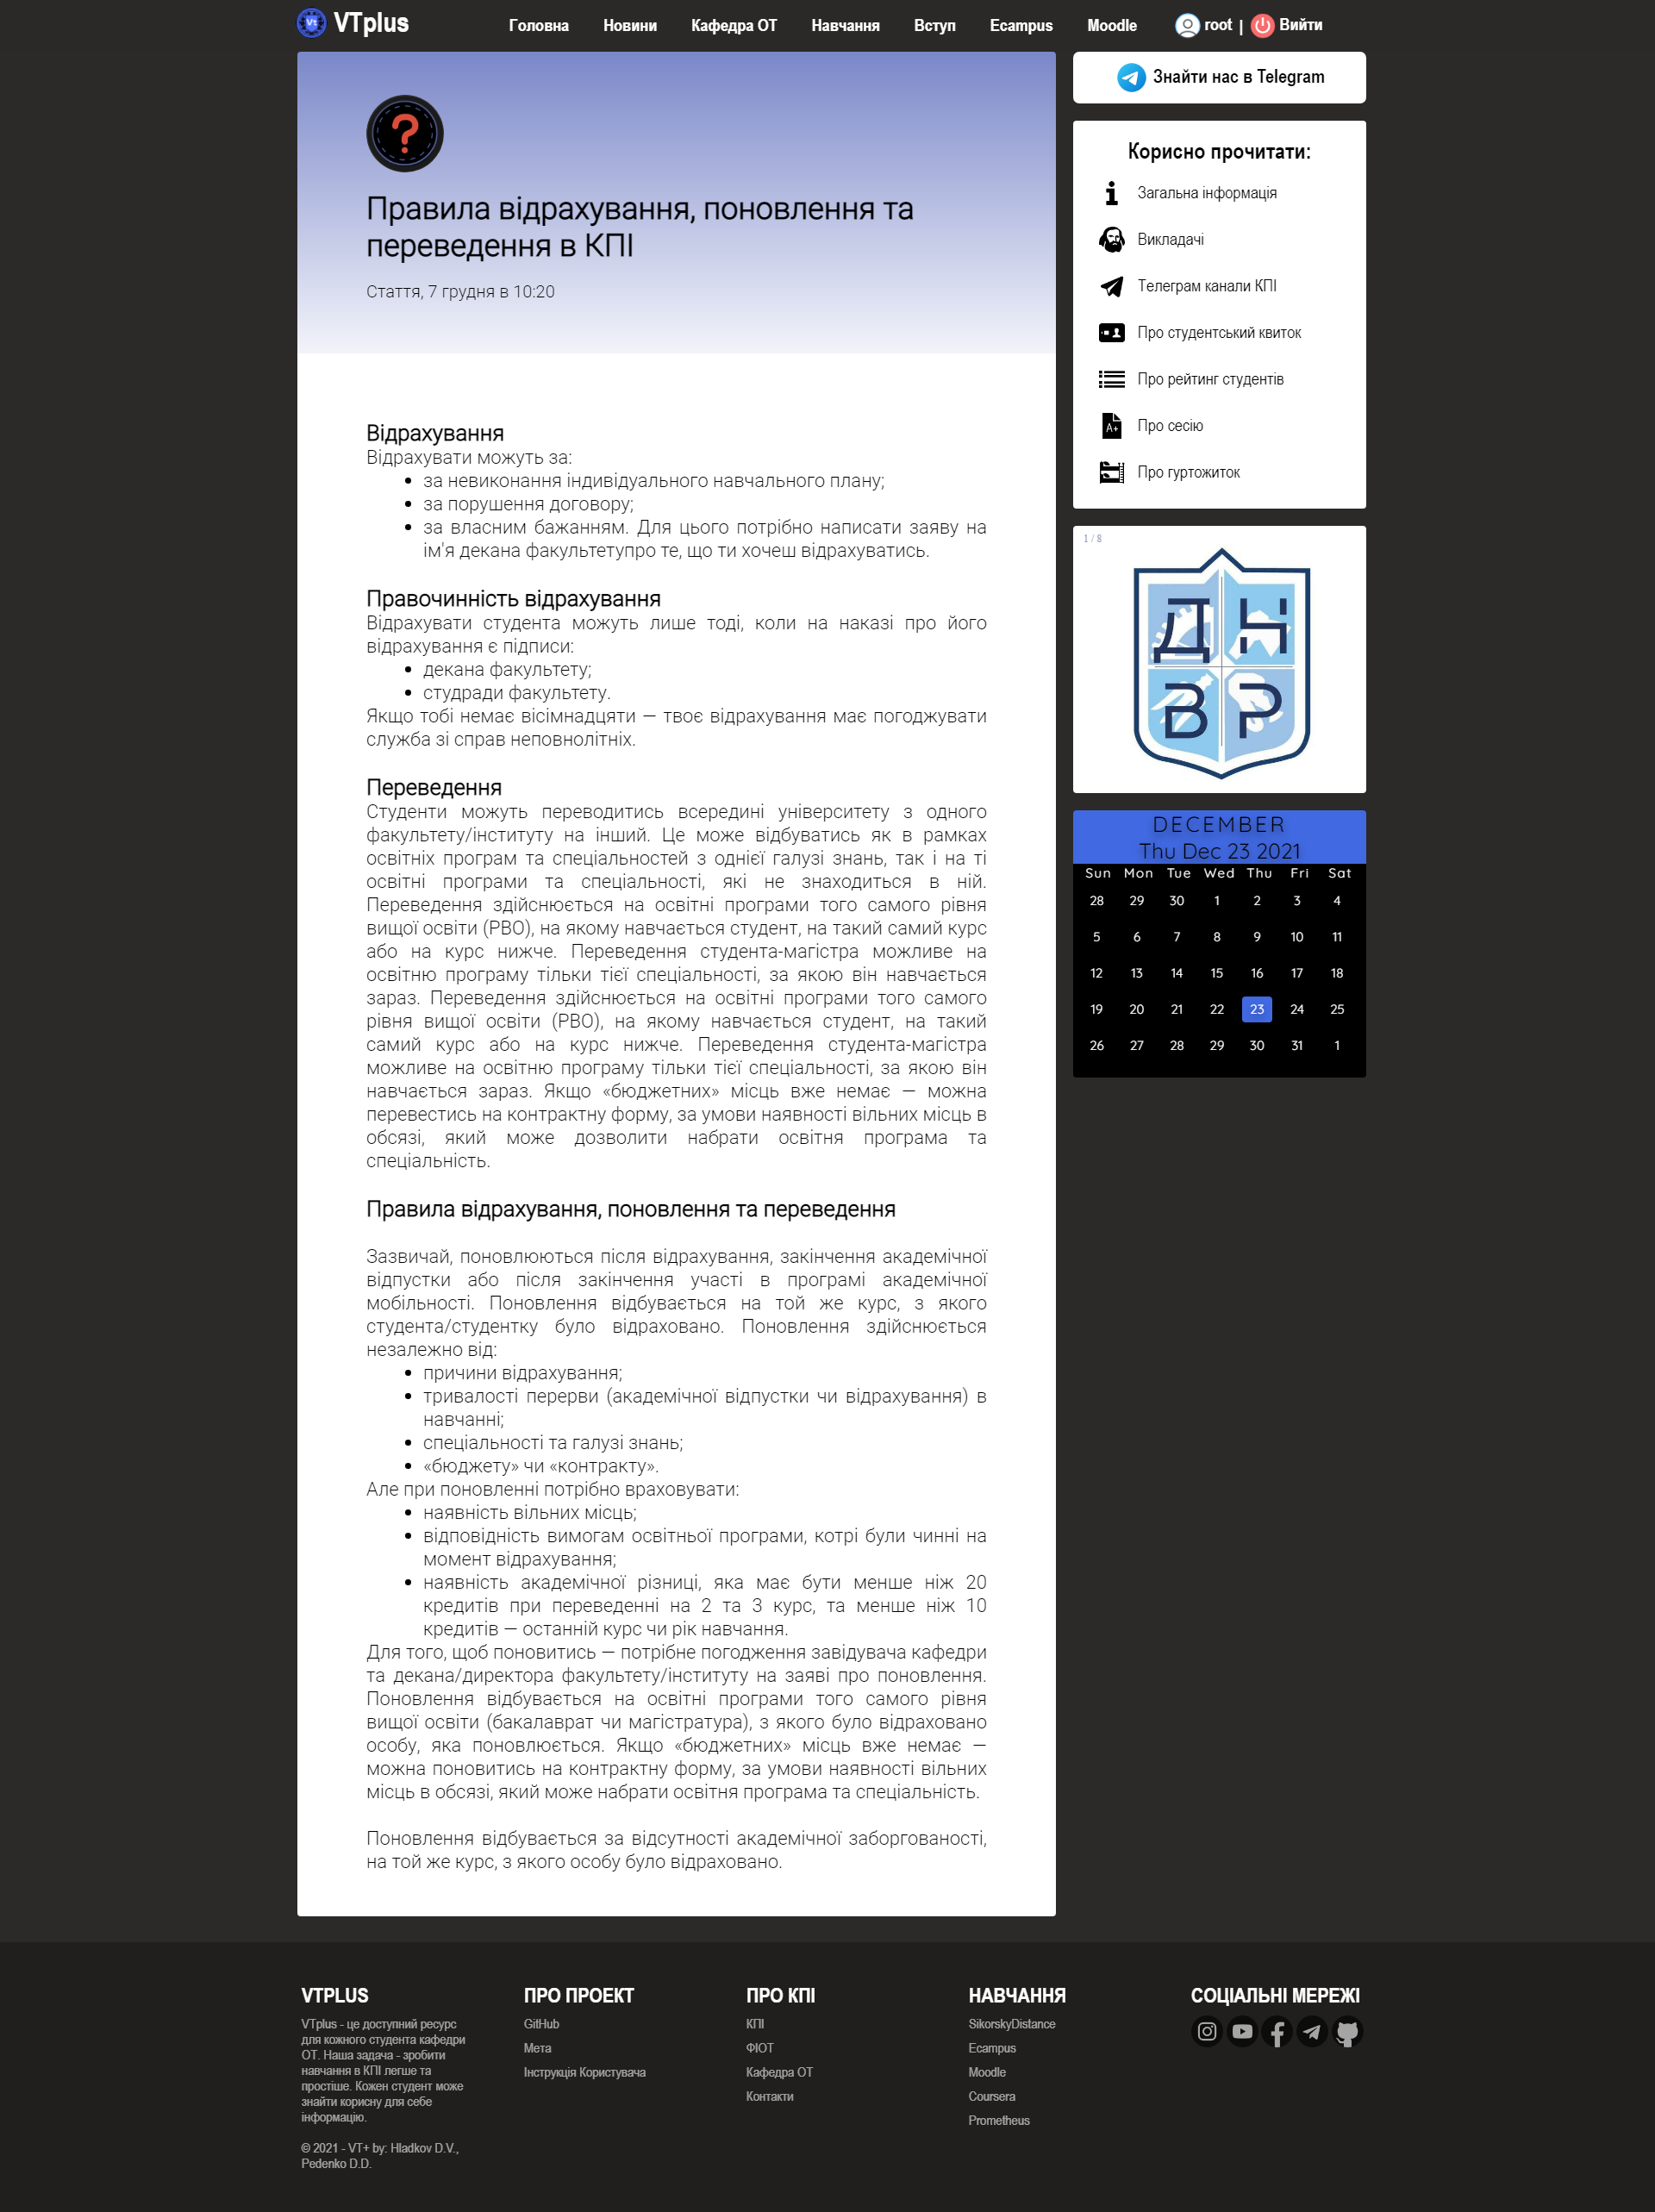 VTplus
Головна Новини Кафедра ОТ Навчання Вступ Ecampus Moodle root | Вийти
?
Правила відрахування, поновлення та
переведення в КПІ
Стаття, 7 грудня в 10:20
Відрахування
Відрахувати можуть за:
за невиконання індивідуального навчального плану;
за порушення договору;
за власним бажанням. Для цього потрібно написати заяву на
ім'я декана факультетупро те, що ти хочеш відрахуватись.
Правочинність відрахування
Відрахувати студента можуть лише тоді, коли на наказі про його
відрахування є підписи:
декана факультету;
студради факультету.
Якщо тобі немає вісімнадцяти — твоє відрахування має погоджувати
служба зі справ неповнолітніх.
Переведення
Студенти можуть переводитись всередині університету з одного
факультету/інституту на інший. Це може відбуватись як в рамках
освітніх програм та спеціальностей з однієї галузі знань, так і на ті
освітні програми та спеціальності, які не знаходиться в ній.
Переведення здійснюється на освітні програми того самого рівня
вищої освіти (РВО), на якому навчається студент, на такий самий курс
або на курс нижче. Переведення студента-магістра можливе на
освітню програму тільки тієї спеціальності, за якою він навчається
зараз. Переведення здійснюється на освітні програми того самого
рівня вищої освіти (РВО), на якому навчається студент, на такий
самий курс або на курс нижче. Переведення студента-магістра
можливе на освітню програму тільки тієї спеціальності, за якою він
навчається зараз. Якщо «бюджетних» місць вже немає — можна
перевестись на контрактну форму, за умови наявності вільних місць в
обсязі, який може дозволити набрати освітня програма та
спеціальність.
Правила відрахування, поновлення та переведення
Зазвичай, поновлюються після відрахування, закінчення академічної
відпустки або після закінчення участі в програмі академічної
мобільності. Поновлення відбувається на той же курс, з якого
студента/студентку було відраховано. Поновлення здійснюється
незалежно від:
причини відрахування;
тривалості перерви (академічної відпустки чи відрахування) в
навчанні;
спеціальності та галузі знань;
«бюджету» чи «контракту».
Але при поновленні потрібно враховувати:
наявність вільних місць;
відповідність вимогам освітньої програми, котрі були чинні на
момент відрахування;
наявність академічної різниці, яка має бути менше ніж 20
кредитів при переведенні на 2 та 3 курс, та менше ніж 10
кредитів — останній курс чи рік навчання.
Для того, щоб поновитись — потрібне погодження завідувача кафедри
та декана/директора факультету/інституту на заяві про поновлення.
Поновлення відбувається на освітні програми того самого рівня
вищої освіти (бакалаврат чи магістратура), з якого було відраховано
особу, яка поновлюється. Якщо «бюджетних» місць вже немає —
можна поновитись на контрактну форму, за умови наявності вільних
місць в обсязі, який може набрати освітня програма та спеціальність.
Поновлення відбувається за відсутності академічної заборгованості,
на той же курс, з якого особу було відраховано.
Знайти нас в Telegram
Корисно прочитати:
Загальна інформація
Викладачі
Телеграм канали КПІ
Про студентський квиток
Про рейтинг студентів
Про сесію
Про гуртожиток
1 / 8
ДН
ВР
DECEMBER
Thu Dec 23 2021
Sun Mon Tue Wed Thu Fri Sat
28 29 30 1 2 3 4
5 6 7 8 9 10 11
12 13 14 15 16 17 18
19 20 21 22 23 24 25
26 27 28 29 30 31 1
VTPLUS
VTplus - це доступний ресурс
для кожного студента кафедри
ОТ. Наша задача - зробити
навчання в КПІ легше та
простіше. Кожен студент може
знайти корисну для себе
інформацію.
© 2021 - VT+ by: Hladkov D.V.,
Pedenko D.D.
ПРО ПРОЕКТ
GitHub
Мета
Інструкція Користувача
ПРО КПІ
КПІ
ФІОТ
Кафедра ОТ
Контакти
НАВЧАННЯ
SikorskyDistance
Ecampus
Moodle
Coursera
Prometheus
СОЦІАЛЬНІ МЕРЕЖІ